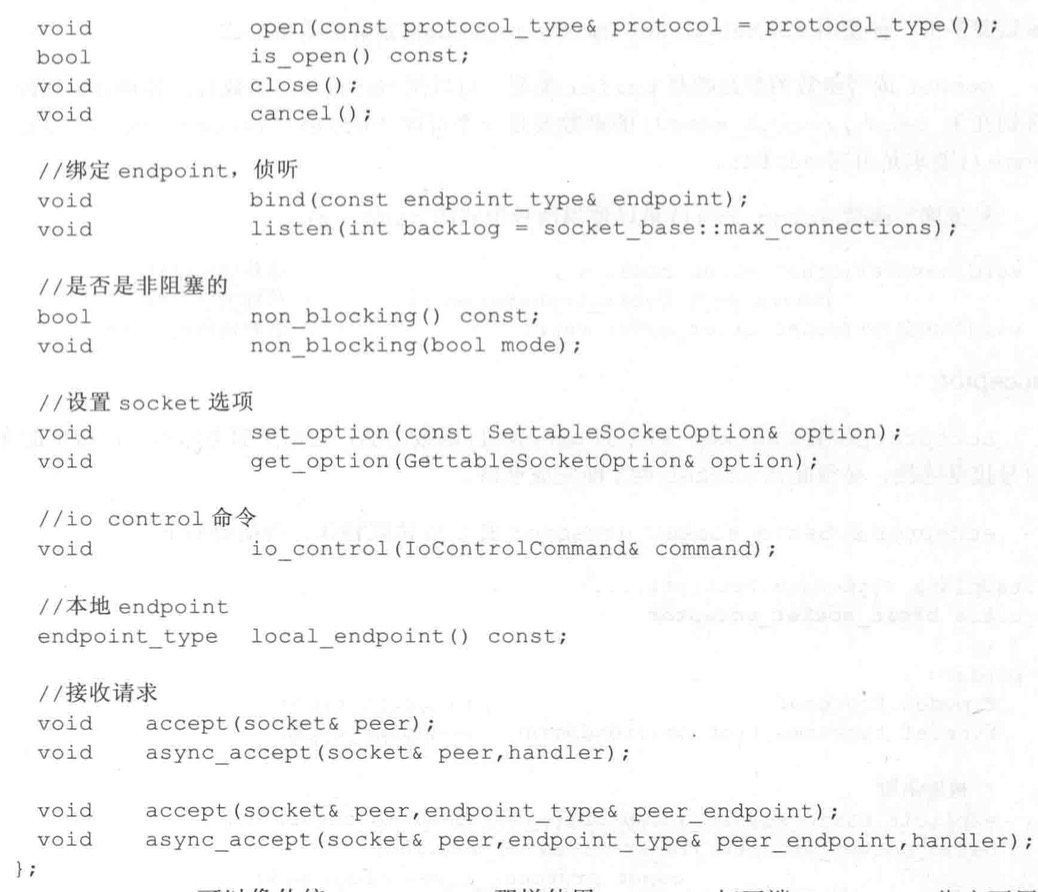 void open(const protocol_type& protocol = protocol_type());
bool is_open() const;
void close();
void cancel();
//绑定 endpoint，侦听
void bind(const endpoint_type& endpoint);
void listen(int backlog = socket_base::max_connections);
//是否是非阻塞的
bool non_blocking() const;
void non_blocking(bool mode);
//设置 socket 选项
void set_option(const SettableSocketOption& option);
void get_option(GettableSocketOption& option);
//io control 命令
void io_control(IoControlCommand& command);
//本地 endpoint
endpoint_type local_endpoint() const;
//接收请求
void accept(socket& peer);
void async_accept(socket& peer,handler);
void accept(socket& peer,endpoint_type& peer_endpoint);
void async_accept(socket& peer,endpoint_type& peer_endpoint,handler);
};